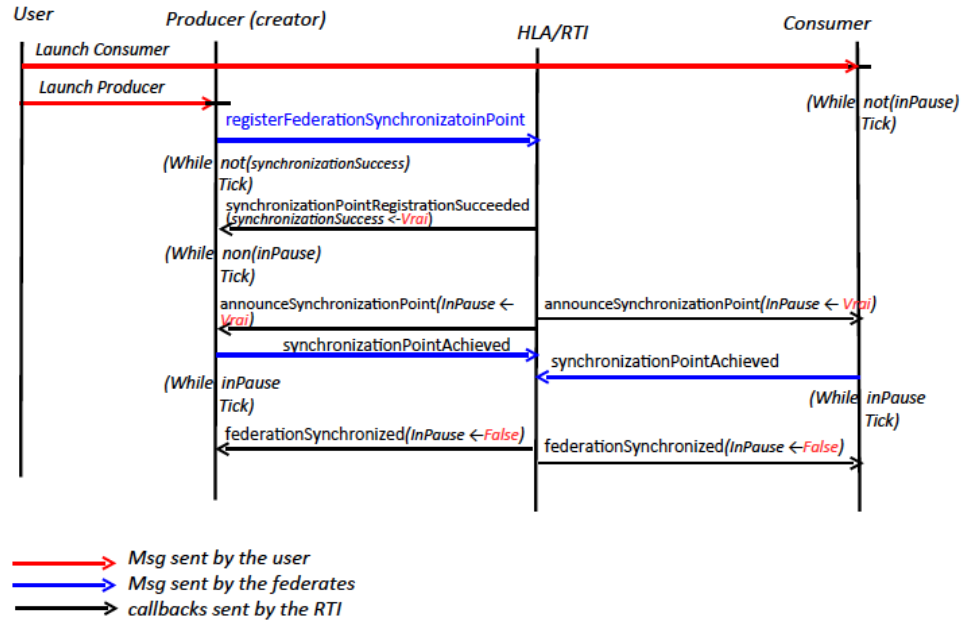 User
Producer (creator)
HLA/RTI
Consumer
Launch Consumer
Launch Producer
(While not(inPause)
Tick)
registerFederationSynchronizatoinPoint
(While not(synchronizationSuccess)
Tick)
synchronizationPointRegistrationSucceeded
(synchronizationSuccess <-Vrai)
(While non(inPause)
Tick)
announceSynchronizationPoint(InPause ←
Vrai)
announceSynchronizationPoint(InPause ← Vrai)
synchronizationPointAchieved
synchronizationPointAchieved
(While inPause
Tick)
(While inPause
Tick)
federationSynchronized(InPause ←False)
federationSynchronized(InPause ←False)
Msg sent by the user
Msg sent by the federates
callbacks sent by the RTI